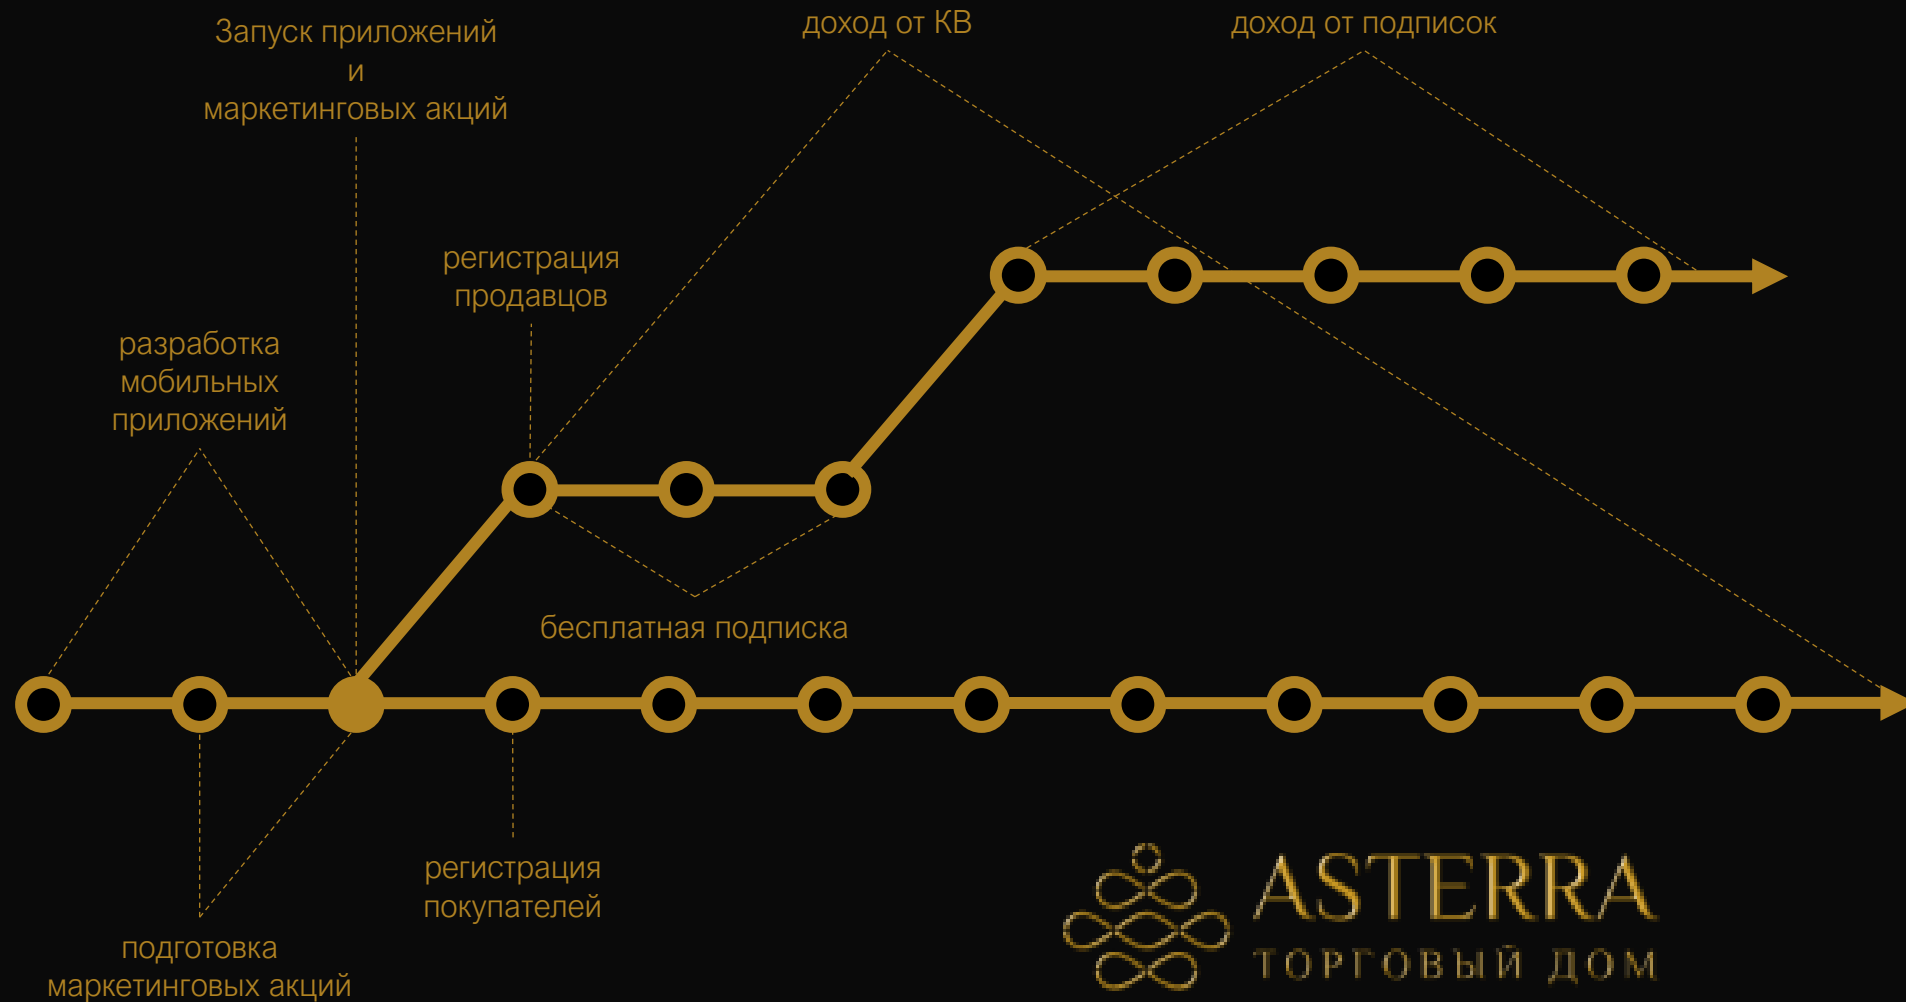 Запуск приложений
и
маркетинговых акций
доход от КВ
доход от подписок
регистрация
продавцов
разработка
мобильных
приложений
бесплатная подписка
регистрация
покупателей
подготовка
маркетинговых акций
ASTERRA
ТОРГОВЫЙ ДОМ